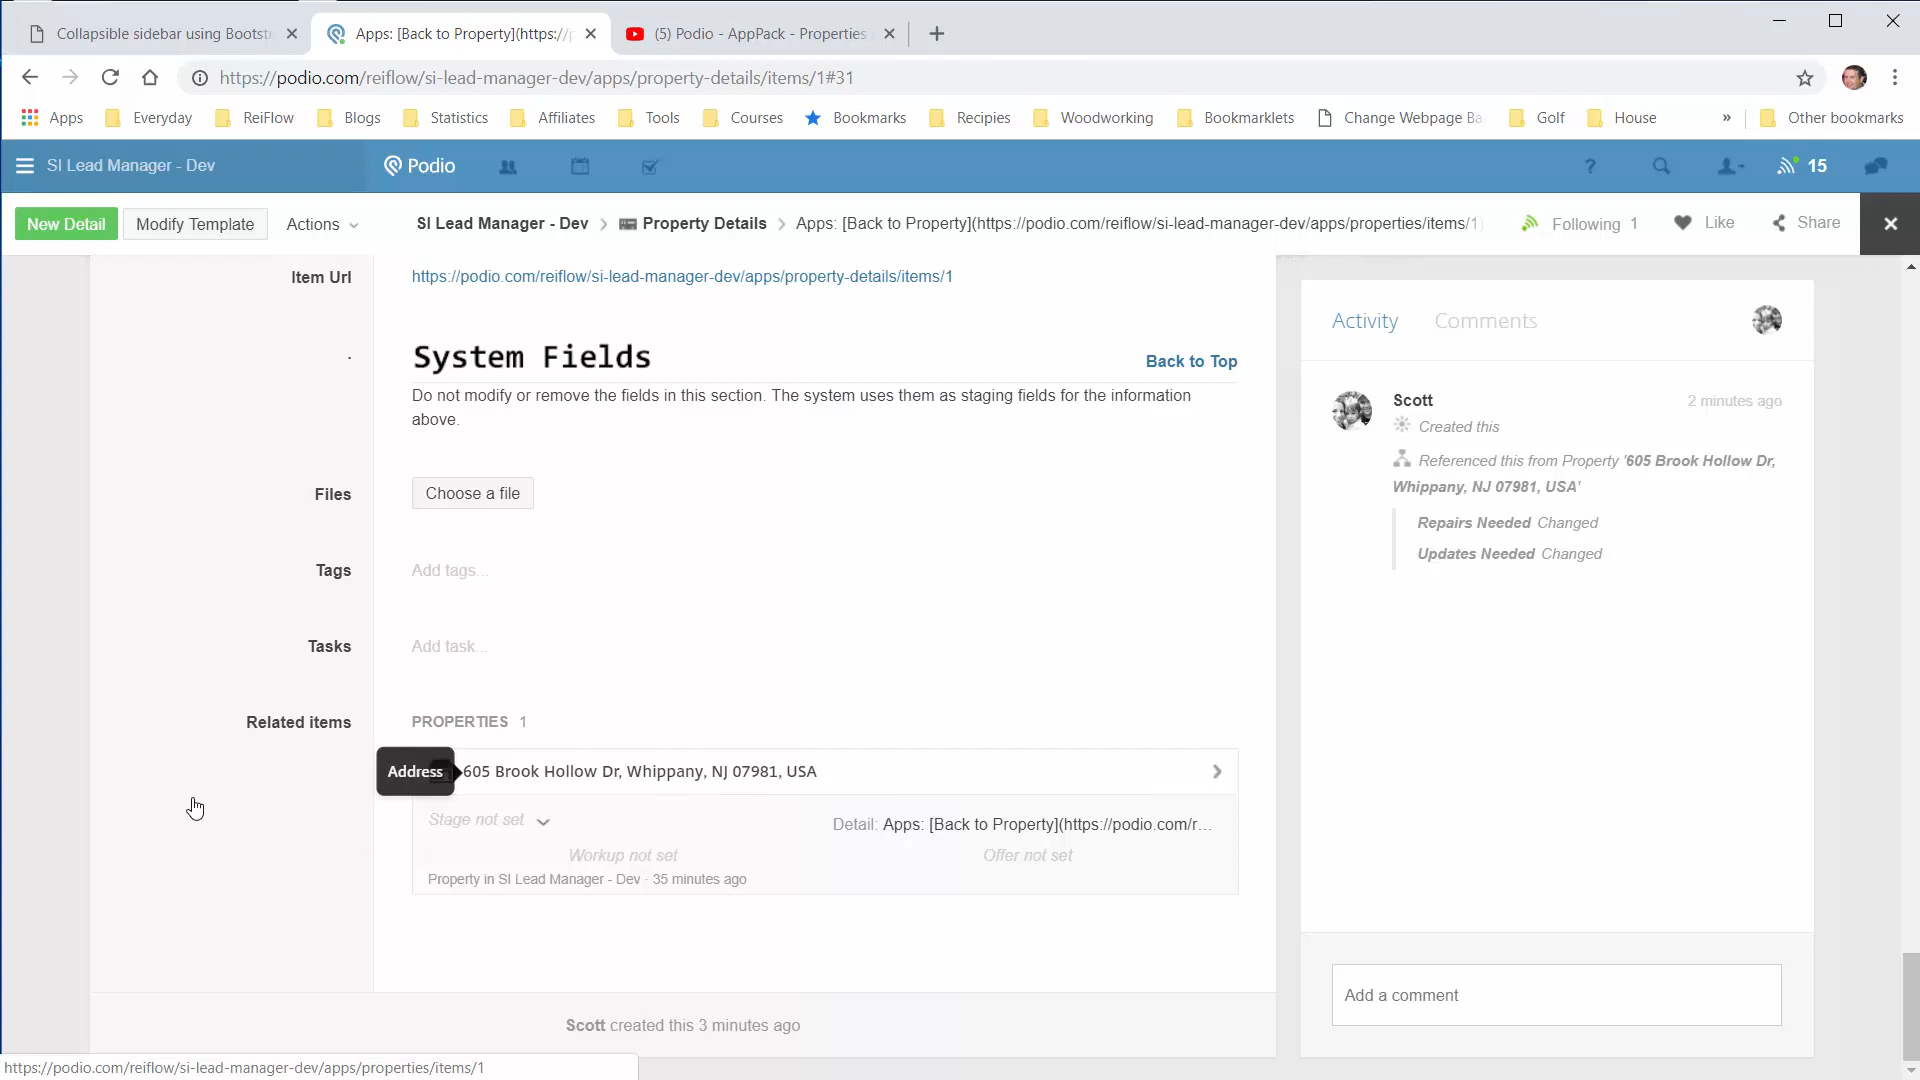 Collapsible sidebar using Bootst
Apps: [Back to Property](https://p
(5) Podio - AppPack - Properties
https://podio.com/reiflow/si-lead-manager-dev/apps/property-details/items/1#31
Apps
Everyday
ReiFlow
Blogs
Statistics
Affiliates
Tools
Courses
Bookmarks
Recipies
Woodworking
Bookmarklets
Change Webpage Ba
Golf
House
»
Other bookmarks
SI Lead Manager - Dev
Podio
?
15
New Detail
Modify Template
Actions
SI Lead Manager - Dev
Property Details
Apps: [Back to Property](https://podio.com/reiflow/si-lead-manager-dev/apps/properties/items/1)
Following 1
Like
Share
Item Url
https://podio.com/reiflow/si-lead-manager-dev/apps/property-details/items/1
.
System Fields
Back to Top
Do not modify or remove the fields in this section. The system uses them as staging fields for the information
above.
Files
Choose a file
Tags
Add tags...
Tasks
Add task...
Related items
PROPERTIES 1
Address
605 Brook Hollow Dr, Whippany, NJ 07981, USA
Stage not set
Detail: Apps: [Back to Property](https://podio.com/r...
Workup not set
Offer not set
Property in SI Lead Manager - Dev · 35 minutes ago
Scott created this 3 minutes ago
Activity
Comments
Scott
2 minutes ago
Created this
Referenced this from Property '605 Brook Hollow Dr,
Whippany, NJ 07981, USA'
Repairs Needed Changed
Updates Needed Changed
Add a comment
https://podio.com/reiflow/si-lead-manager-dev/apps/properties/items/1